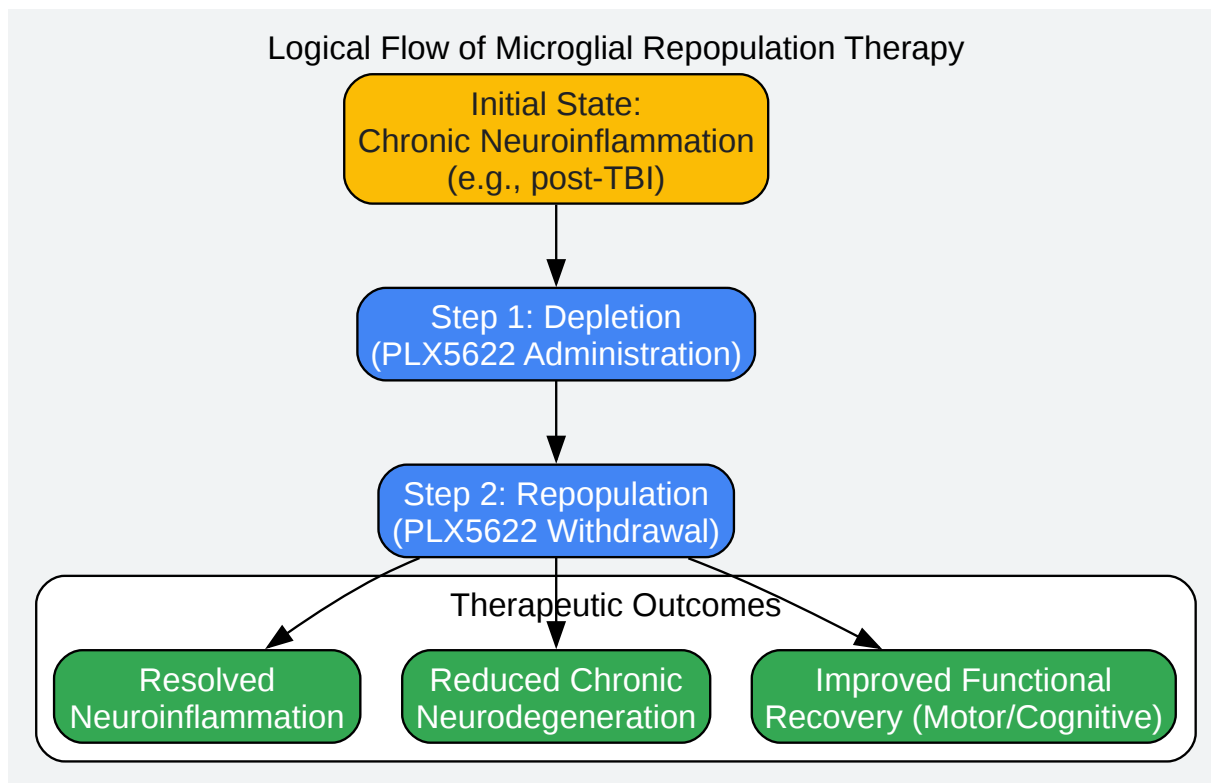 Logical Flow of Microglial Repopulation Therapy
Initial State:
Chronic Neuroinflammation
(e.g., post-TBI)
Step 1: Depletion
(PLX5622 Administration)
Step 2: Repopulation
(PLX5622 Withdrawal)
Therapeutic Outcomes
Resolved
Neuroinflammation
Reduced Chronic
Neurodegeneration
Improved Functional
Recovery (Motor/Cognitive)